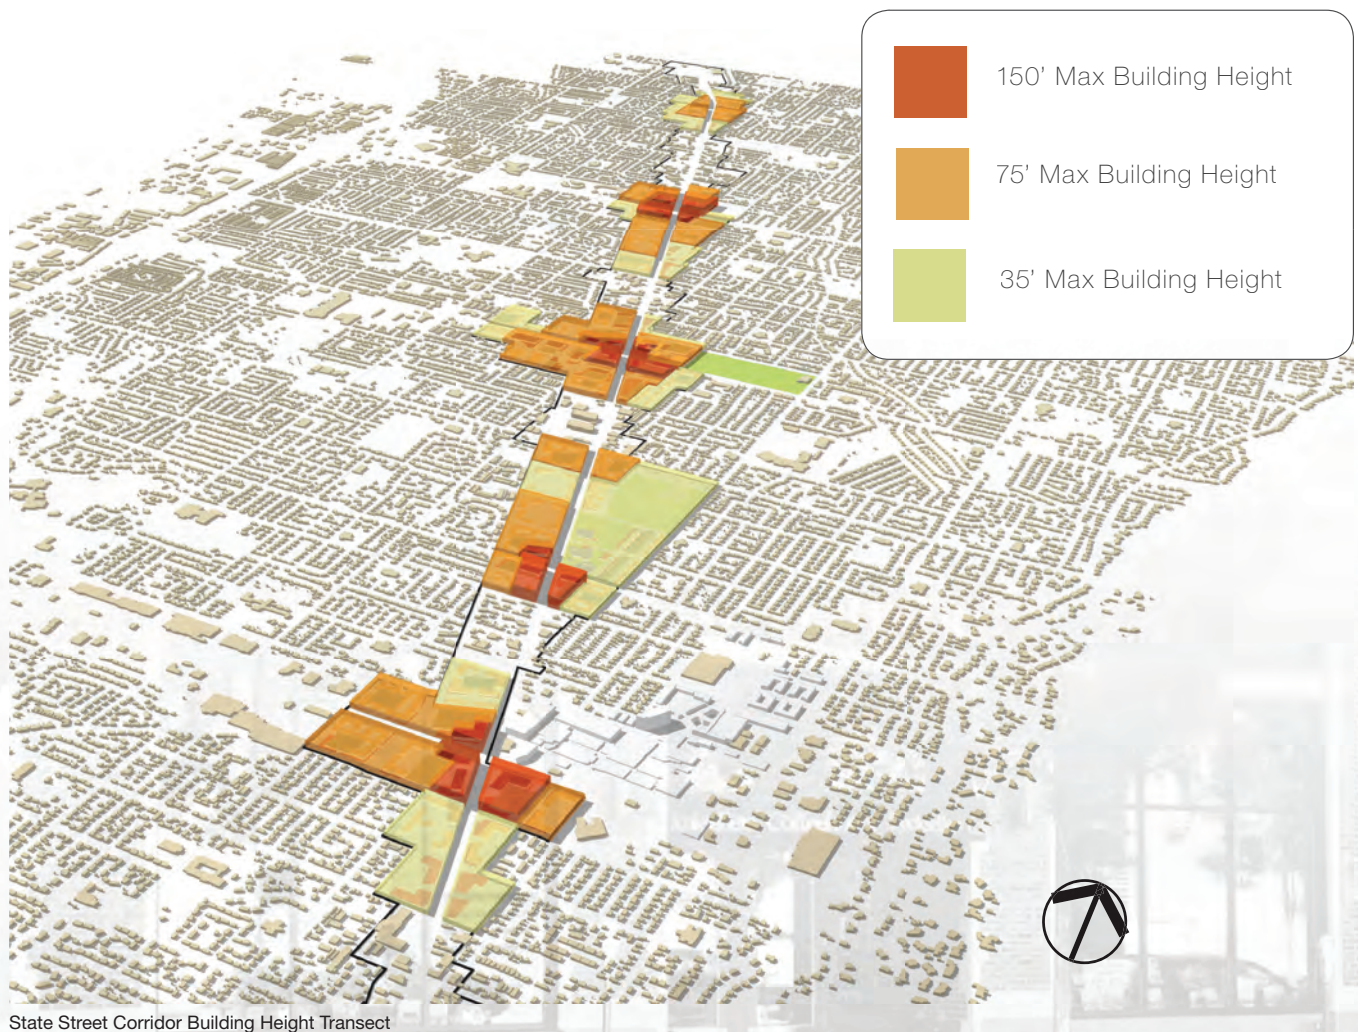 150’ Max Building Height
75’ Max Building Height
35’ Max Building Height
State Street Corridor Building Height Transect